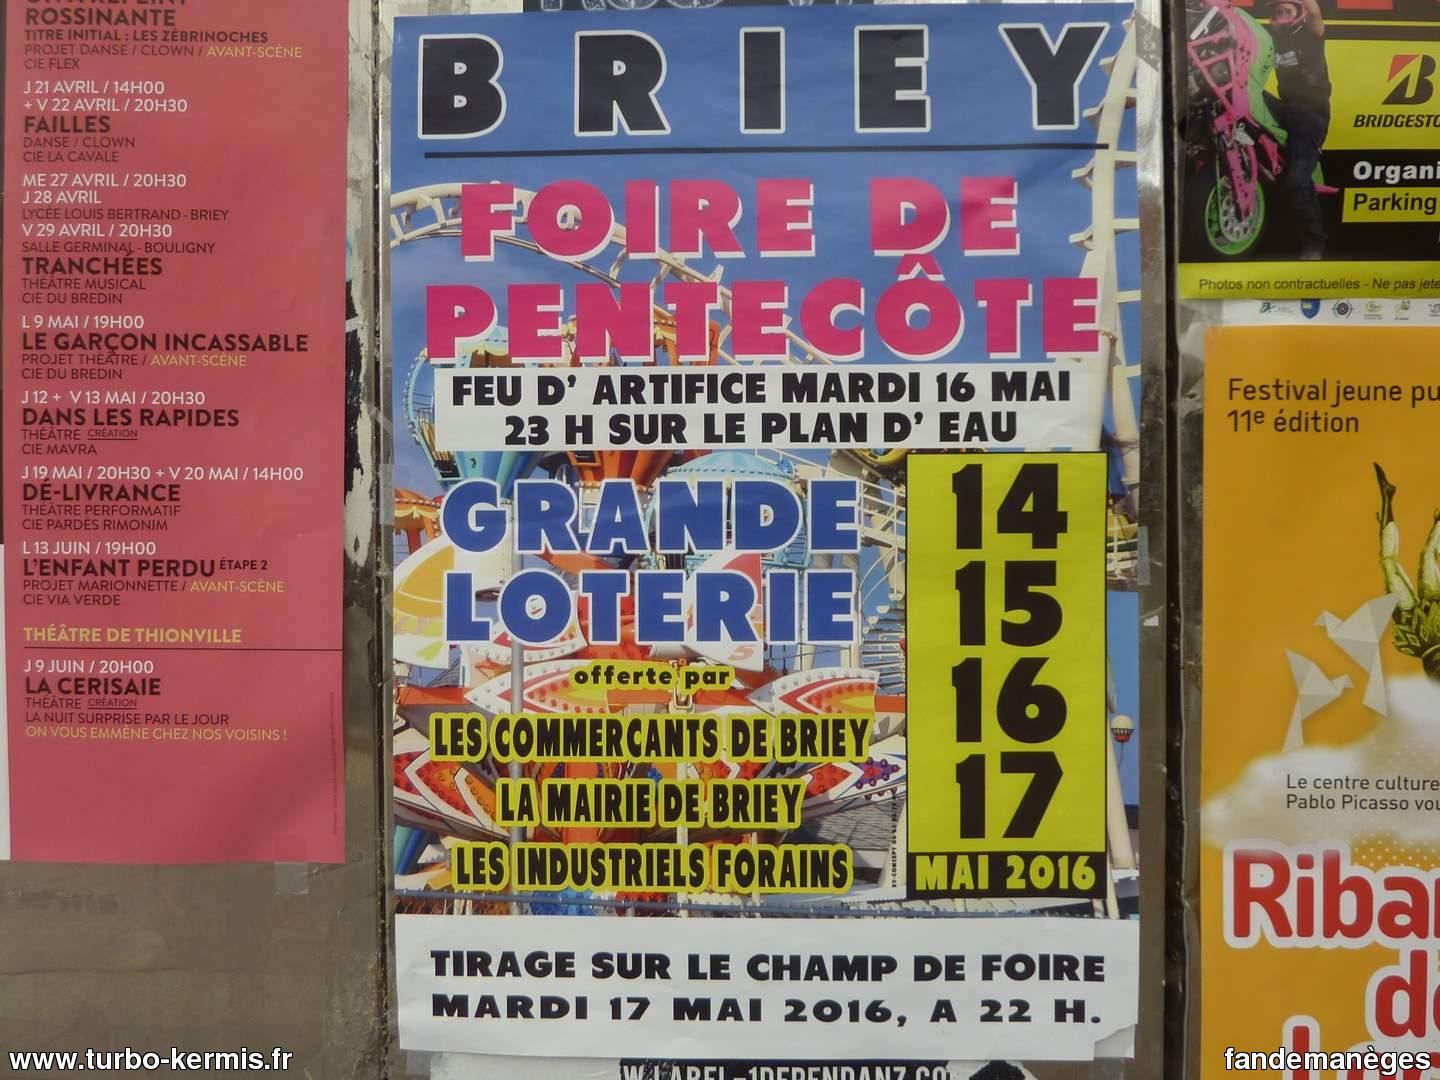 ROSSINANTE
TITRE INITIAL : LES ZÉBRINOCHES
PROJET DANSE / CLOWN / AVANT-SCÈNE
CIE FLEX
J 21 AVRIL / 14H00
+ V 22 AVRIL / 20H30
FAILLES
DANSE / CLOWN
CIE LA CAVALE
ME 27 AVRIL / 20H30
J 28 AVRIL
LYCÉE LOUIS BERTRAND - BRIEY
V 29 AVRIL / 20H30
SALLE GERMINAL - BOULIGNY
TRANCHÉES
THÉÂTRE MUSICAL
CIE DU BREDIN
L 9 MAI / 19H00
LE GARÇON INCASSABLE
PROJET THÉÂTRE / AVANT-SCÈNE
CIE DU BREDIN
J 12 + V 13 MAI / 20H30
DANS LES RAPIDES
THÉÂTRE CRÉATION
CIE MAVRA
J 19 MAI / 20H30 + V 20 MAI / 14H00
DÉ-LIVRANCE
THÉÂTRE PERFORMATIF
CIE PARDÈS RIMONIM
L 13 JUIN / 19H00
L'ENFANT PERDU ÉTAPE 2
PROJET MARIONNETTE / AVANT-SCÈNE
CIE VIA VERDE
THÉÂTRE DE THIONVILLE
J 9 JUIN / 20H00
LA CERISAIE
THÉÂTRE CRÉATION
LA NUIT SURPRISE PAR LE JOUR
ON VOUS EMMÈNE CHEZ NOS VOISINS !
BRIEY
FOIRE DE
PENTECÔTE
FEU D' ARTIFICE MARDI 16 MAI
23 H SUR LE PLAN D' EAU
GRANDE
LOTERIE
offerte par
LES COMMERCANTS DE BRIEY
LA MAIRIE DE BRIEY
LES INDUSTRIELS FORAINS
14
15
16
17
MAI 2016
TIRAGE SUR LE CHAMP DE FOIRE
MARDI 17 MAI 2016, A 22 H.
BRIDGESTO
Organi
Parking
Photos non contractuelles - Ne pas jete
Festival jeune pu
11e édition
Le centre culture
Pablo Picasso vou
Riba
d
www.turbo-kermis.fr
fandemanèges